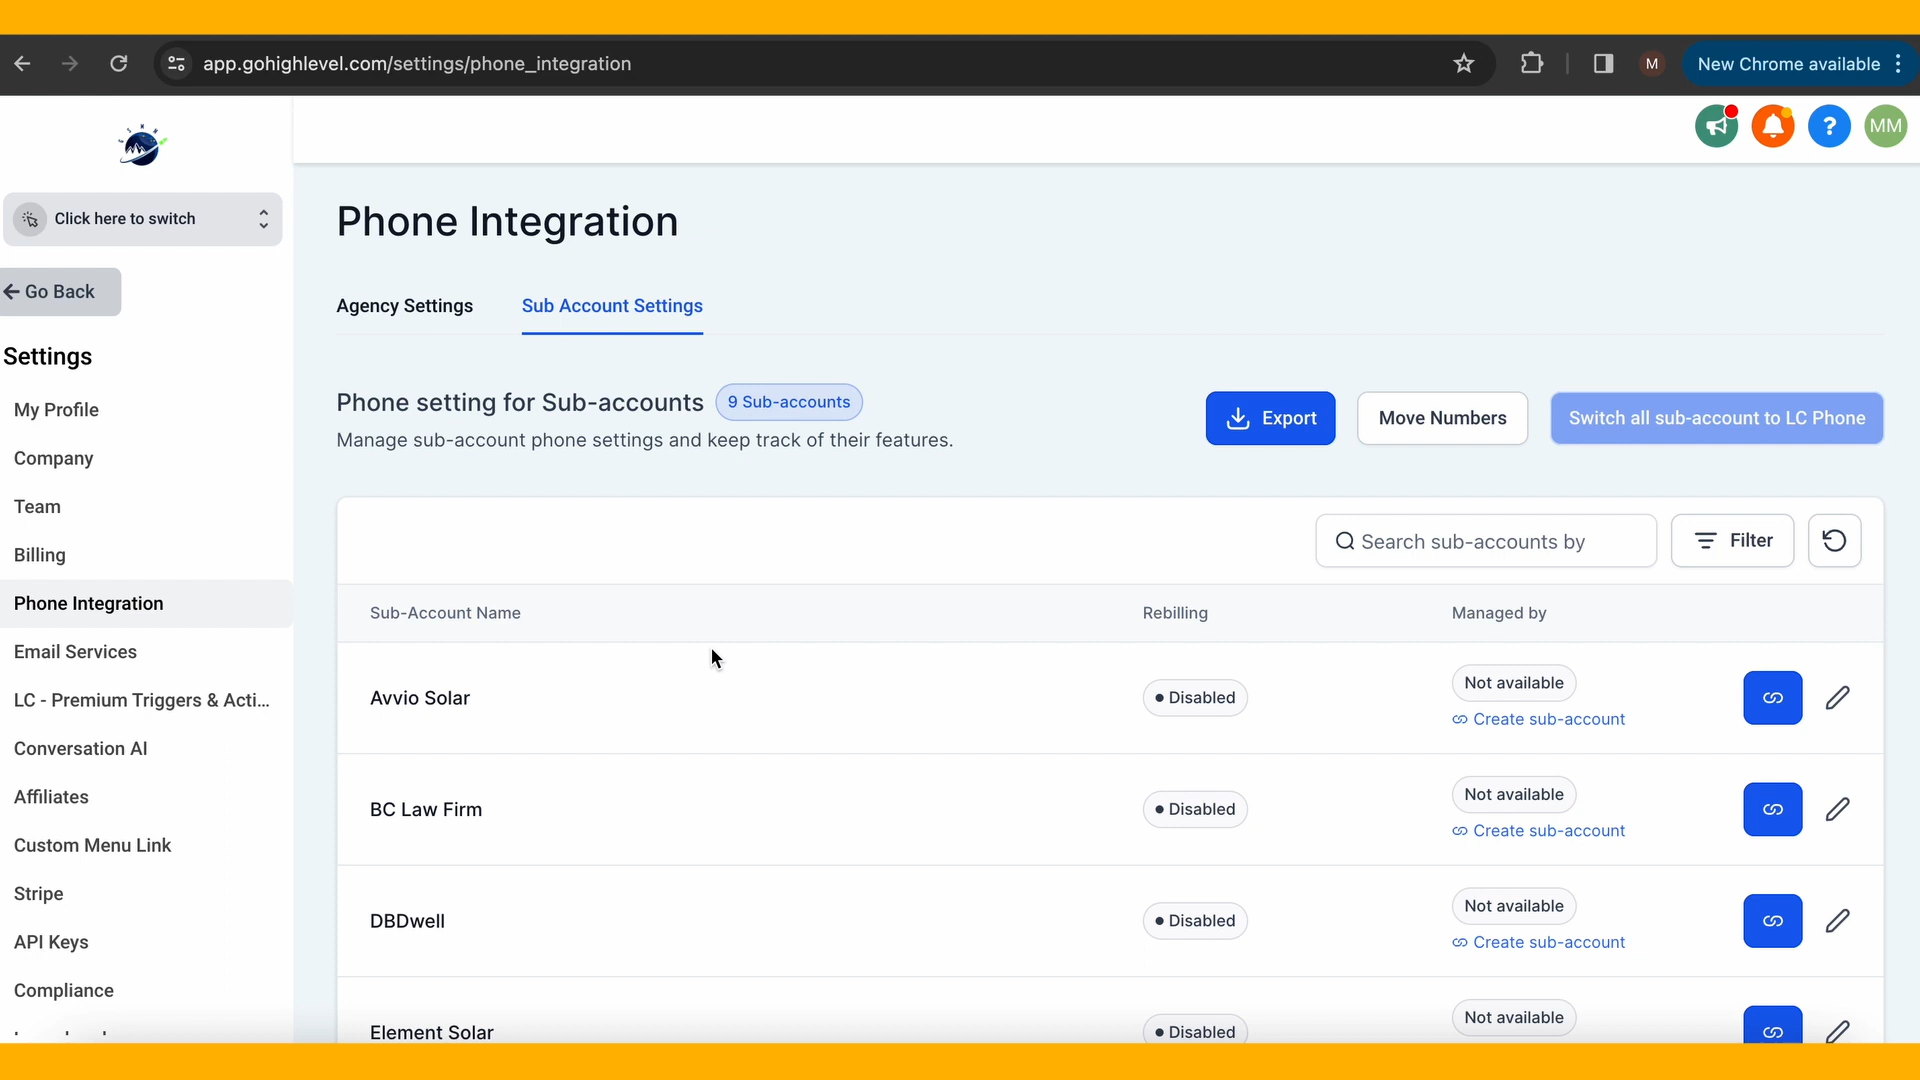 app.gohighlevel.com/settings/phone_integration
M
New Chrome available
MM
Click here to switch
Go Back
Settings
My Profile
Company
Team
Billing
Phone Integration
Email Services
LC - Premium Triggers & Acti...
Conversation AI
Affiliates
Custom Menu Link
Stripe
API Keys
Compliance
Phone Integration
Agency Settings
Sub Account Settings
Phone setting for Sub-accounts
9 Sub-accounts
Manage sub-account phone settings and keep track of their features.
Export
Move Numbers
Switch all sub-account to LC Phone
Search sub-accounts by
Filter
Sub-Account Name
Rebilling
Managed by
Avvio Solar
Disabled
Not available
Create sub-account
BC Law Firm
Disabled
Not available
Create sub-account
DBDwell
Disabled
Not available
Create sub-account
Element Solar
Disabled
Not available